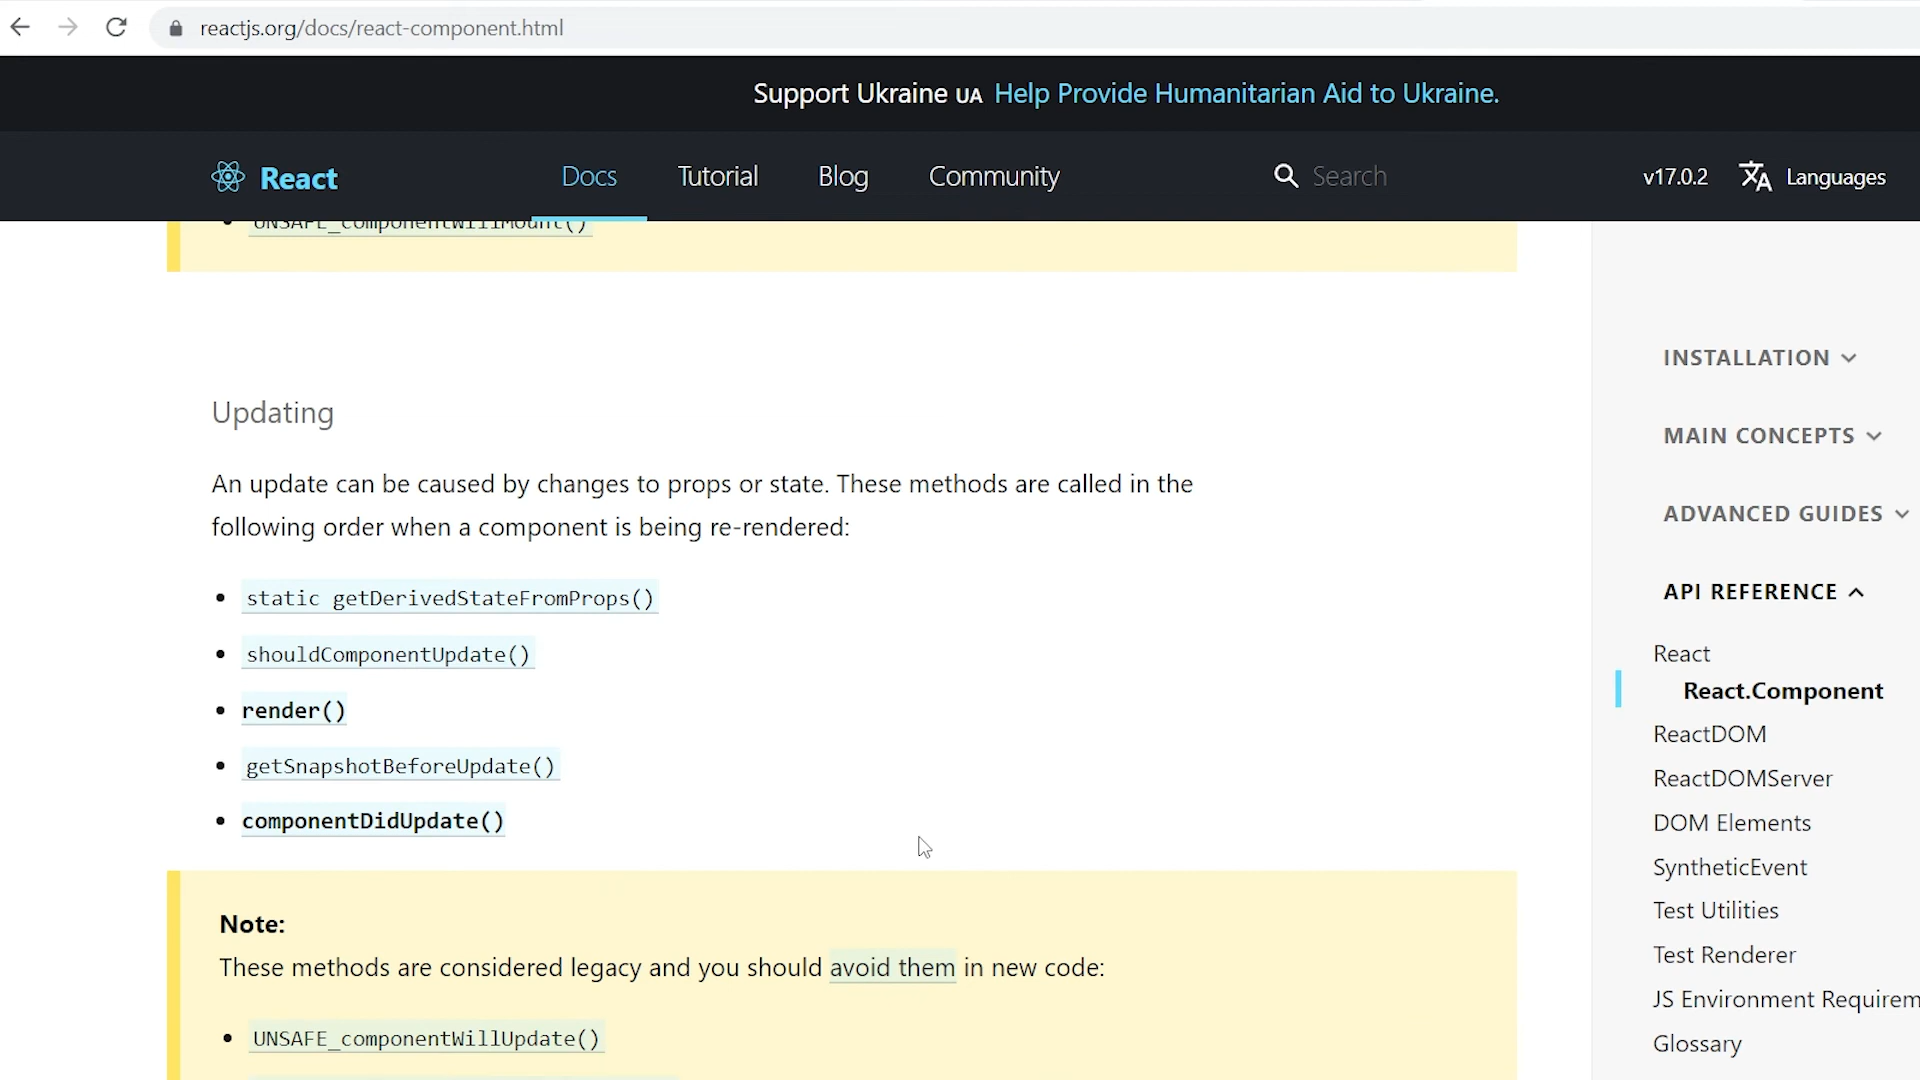 reactjs.org/docs/react-component.html
Support Ukraine UA Help Provide Humanitarian Aid to Ukraine.
React Docs Tutorial Blog Community Search v17.0.2 Languages
UNSAFE_componentWillMount()
Updating
An update can be caused by changes to props or state. These methods are called in the
following order when a component is being re-rendered:
static getDerivedStateFromProps()
shouldComponentUpdate()
render()
getSnapshotBeforeUpdate()
componentDidUpdate()
Note:
These methods are considered legacy and you should avoid them in new code:
UNSAFE_componentWillUpdate()
INSTALLATION
MAIN CONCEPTS
ADVANCED GUIDES
API REFERENCE
React
React.Component
ReactDOM
ReactDOMServer
DOM Elements
SyntheticEvent
Test Utilities
Test Renderer
JS Environment Requirem
Glossary